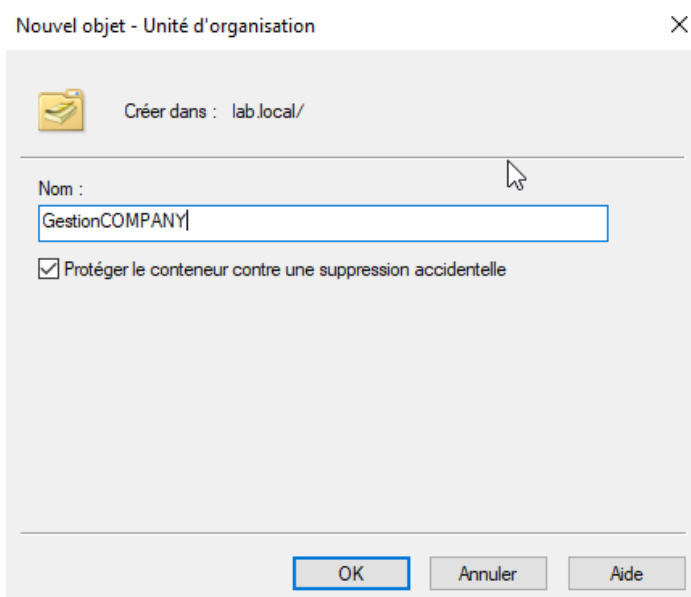 Nouvel objet - Unité d'organisation
Créer dans : lab.local/
Nom :
GestionCOMPANY
Protéger le conteneur contre une suppression accidentelle
OK Annuler Aide